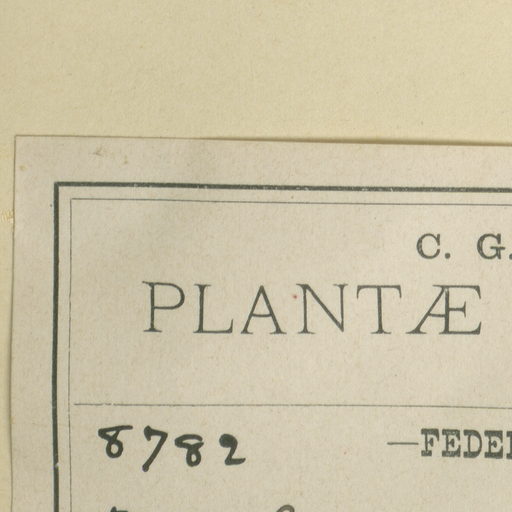 C. G.
PLANTÆ
8782 —FEDE